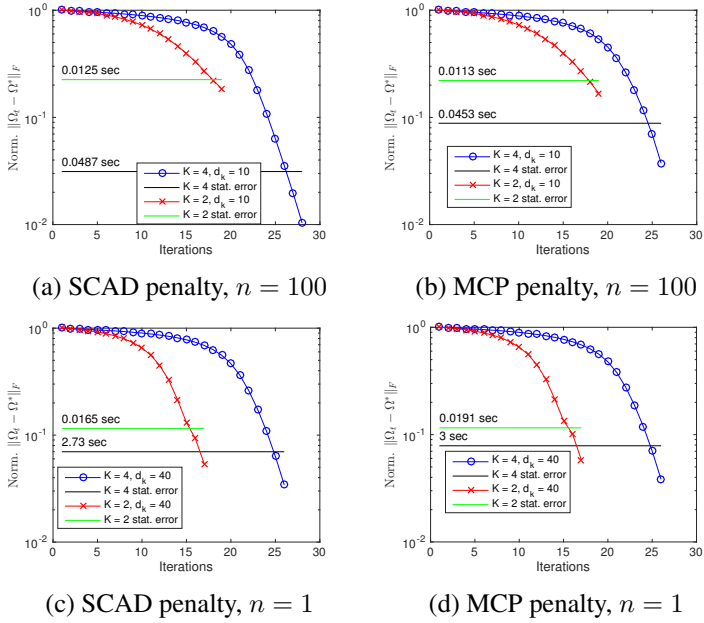 10^0
10^-1
10^-2
Norm. ||Ω_t − Ω*||_F
0.0125 sec
0.0487 sec
K = 4, d_k = 10
K = 4 stat. error
K = 2, d_k = 10
K = 2 stat. error
0 5 10 15 20 25 30
Iterations
(a) SCAD penalty, n = 100
10^0
10^-1
10^-2
Norm. ||Ω_t − Ω*||_F
0.0113 sec
0.0453 sec
K = 4, d_k = 10
K = 4 stat. error
K = 2, d_k = 10
K = 2 stat. error
0 5 10 15 20 25 30
Iterations
(b) MCP penalty, n = 100
10^0
10^-1
10^-2
Norm. ||Ω_t − Ω*||_F
0.0165 sec
2.73 sec
K = 4, d_k = 40
K = 4 stat. error
K = 2, d_k = 40
K = 2 stat. error
0 5 10 15 20 25 30
Iterations
(c) SCAD penalty, n = 1
10^0
10^-1
10^-2
Norm. ||Ω_t − Ω*||_F
0.0191 sec
3 sec
K = 4, d_k = 40
K = 4 stat. error
K = 2, d_k = 40
K = 2 stat. error
0 5 10 15 20 25 30
Iterations
(d) MCP penalty, n = 1